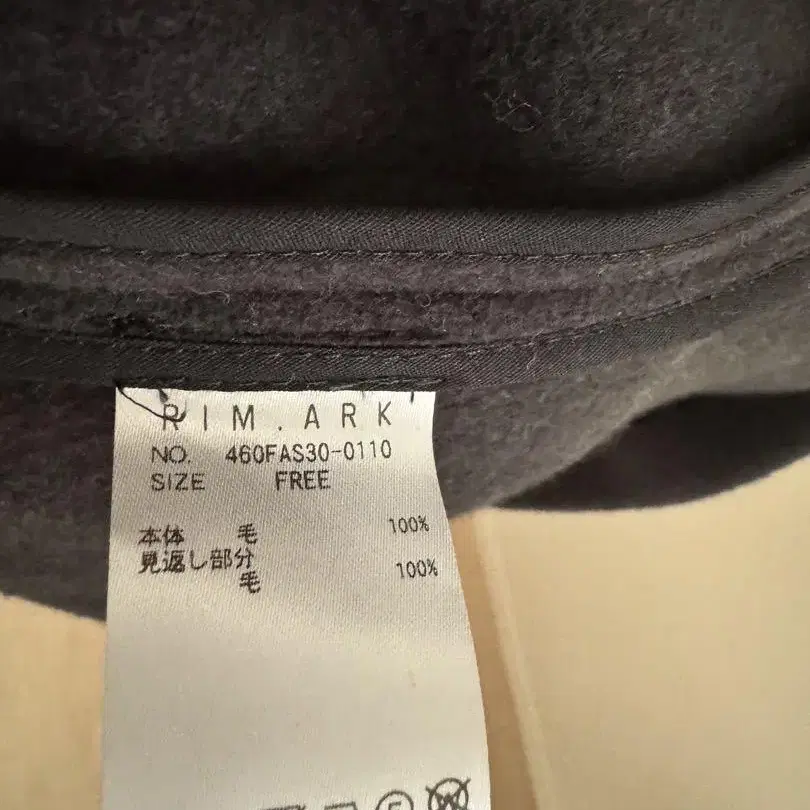 RIM.ARK
NO. 460FAS30-0110
SIZE FREE
本体 毛 100%
見返し部分
毛 100%